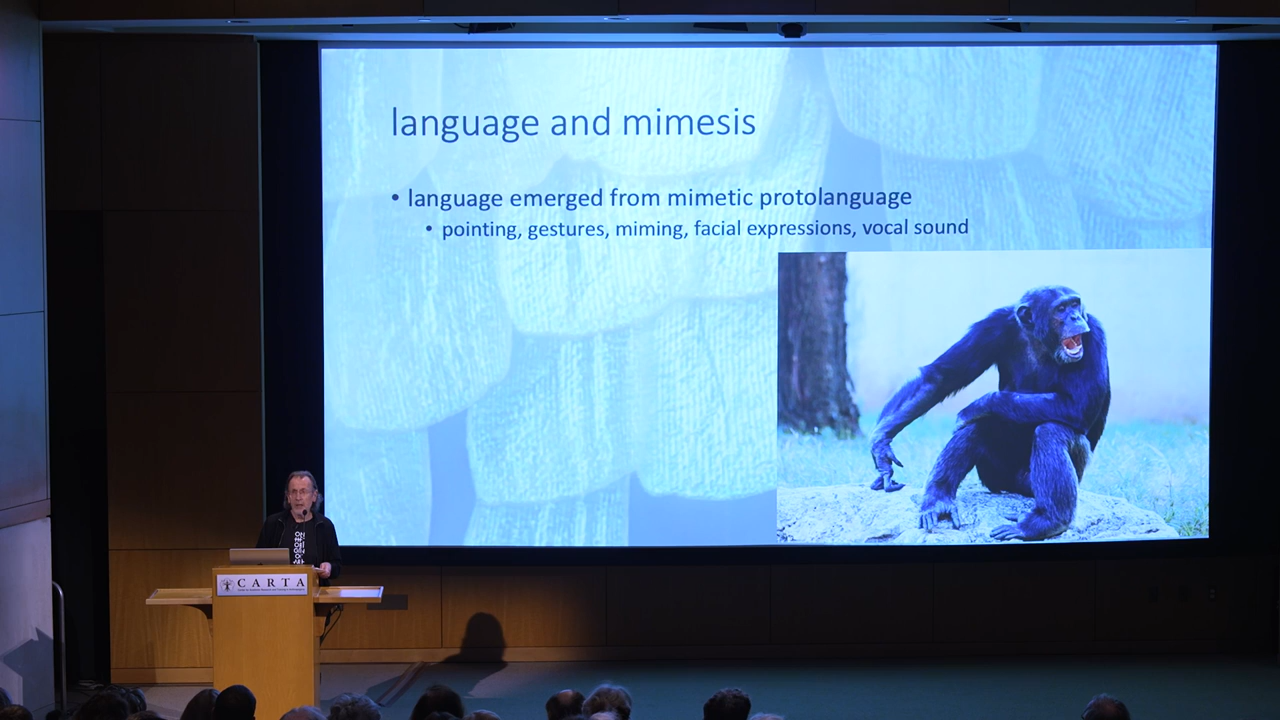 language and mimesis
• language emerged from mimetic protolanguage
• pointing, gestures, miming, facial expressions, vocal sound
CARTA